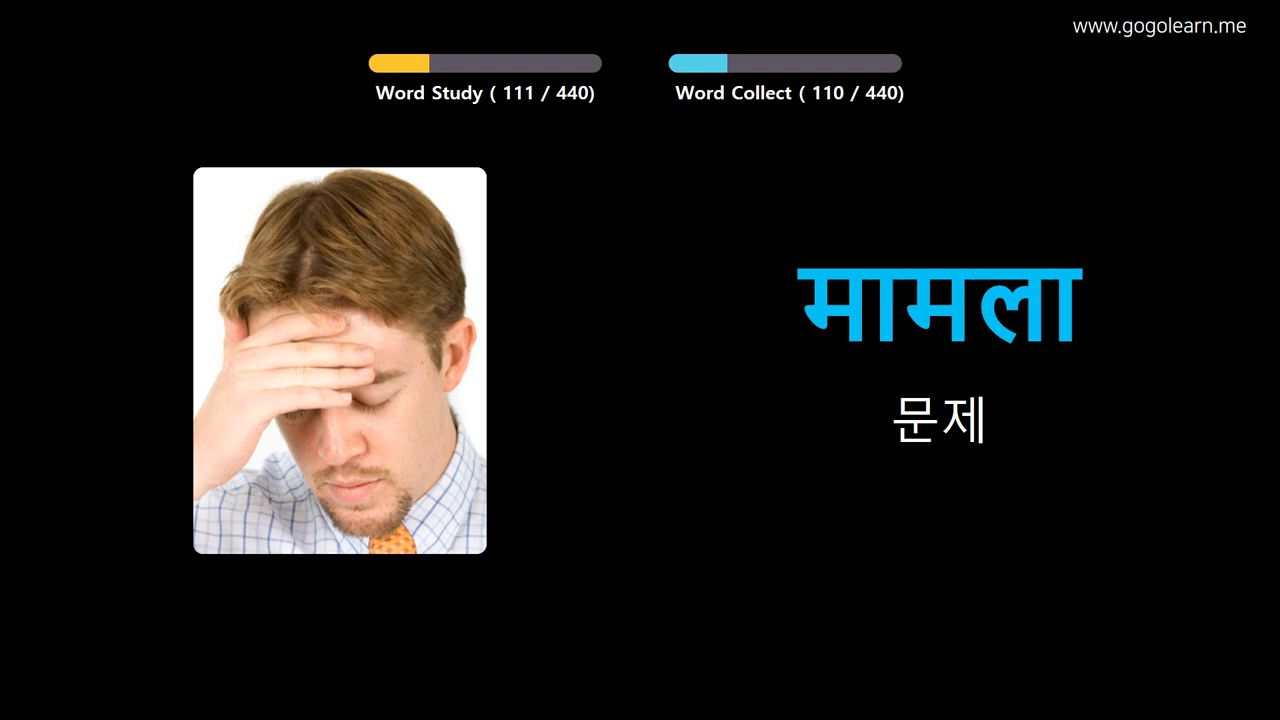 www.gogolearn.me
Word Study ( 111 / 440)
Word Collect ( 110 / 440)
मामला
문제